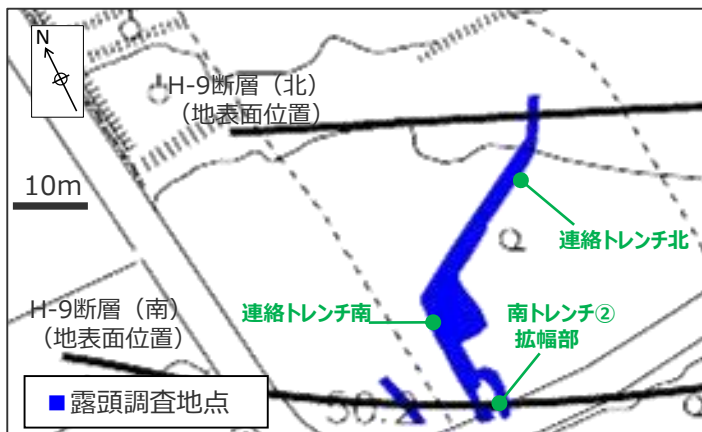 N
H-9断層（北）
（地表面位置）
10m
連絡トレンチ北
H-9断層（南）
（地表面位置）
連絡トレンチ南
南トレンチ②
拡幅部
■露頭調査地点
50.2